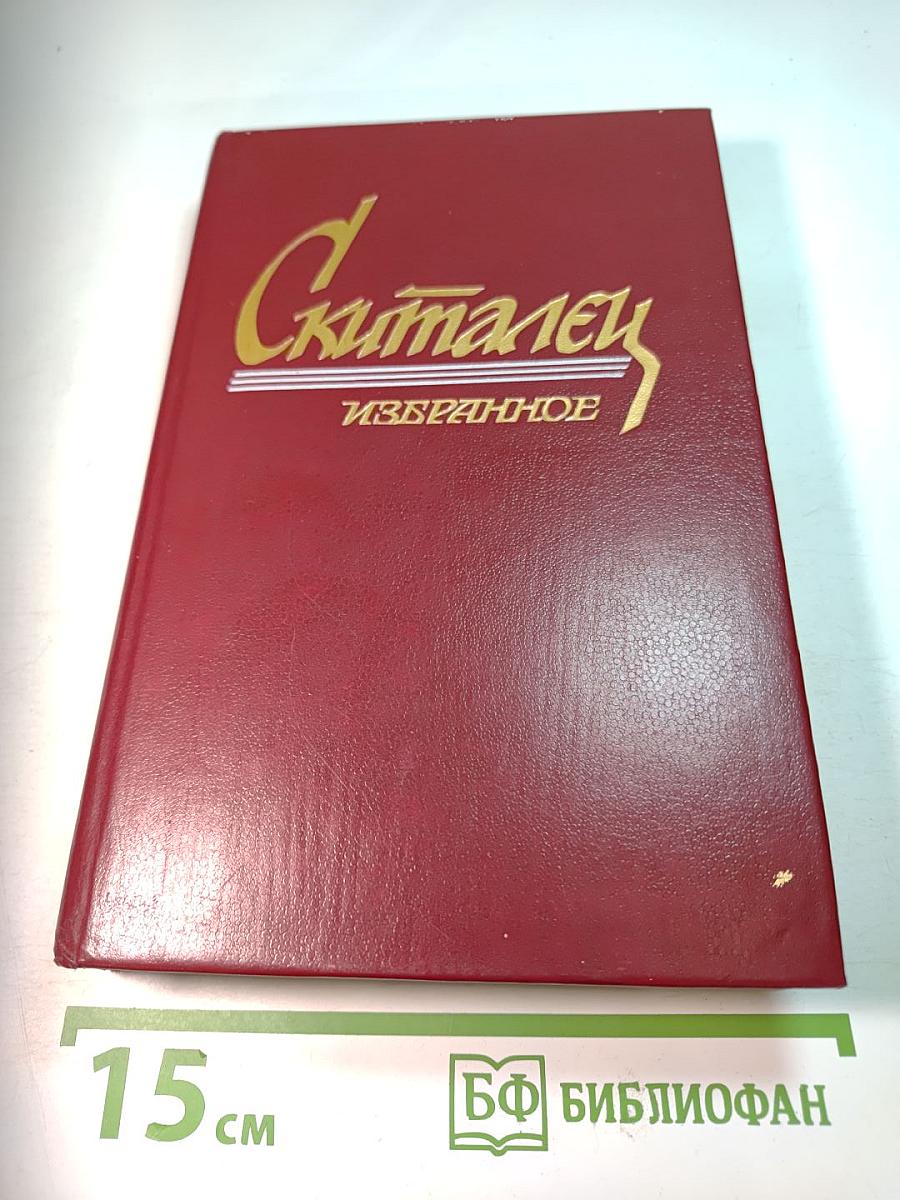 Скиталец
ИЗБРАННОЕ
15 см
БФ БИБЛИОФАН